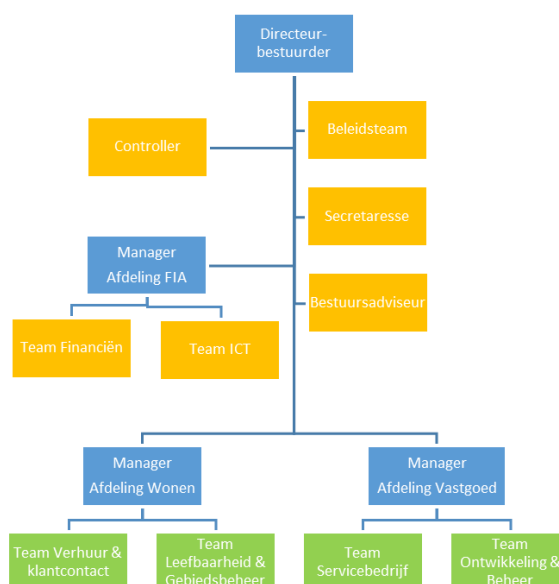 Directeur-
bestuurder
Beleidsteam
Controller
Secretaresse
Manager
Afdeling FIA
Bestuursadviseur
Team Financiën
Team ICT
Manager
Afdeling Wonen
Manager
Afdeling Vastgoed
Team Verhuur &
klantcontact
Team
Leefbaarheid &
Gebiedsbeheer
Team
Servicebedrijf
Team
Ontwikkeling &
Beheer